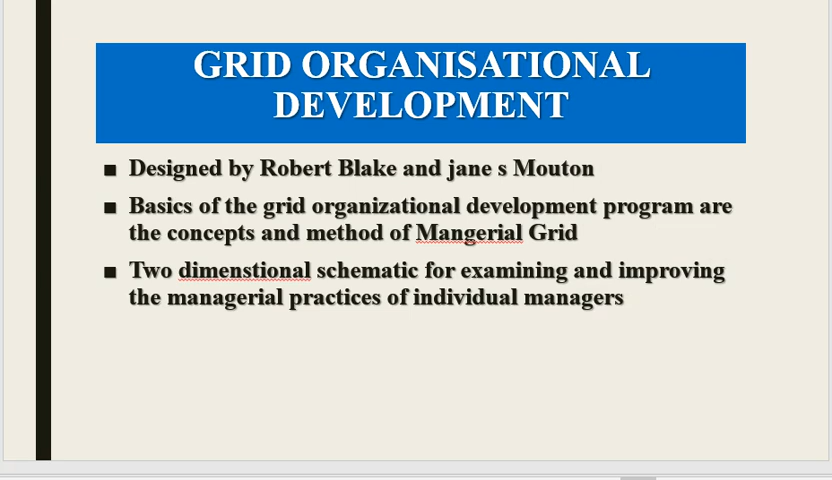 GRID ORGANISATIONAL
DEVELOPMENT
■ Designed by Robert Blake and jane s Mouton
■ Basics of the grid organizational development program are
the concepts and method of Mangerial Grid
■ Two dimenstional schematic for examining and improving
the managerial practices of individual managers